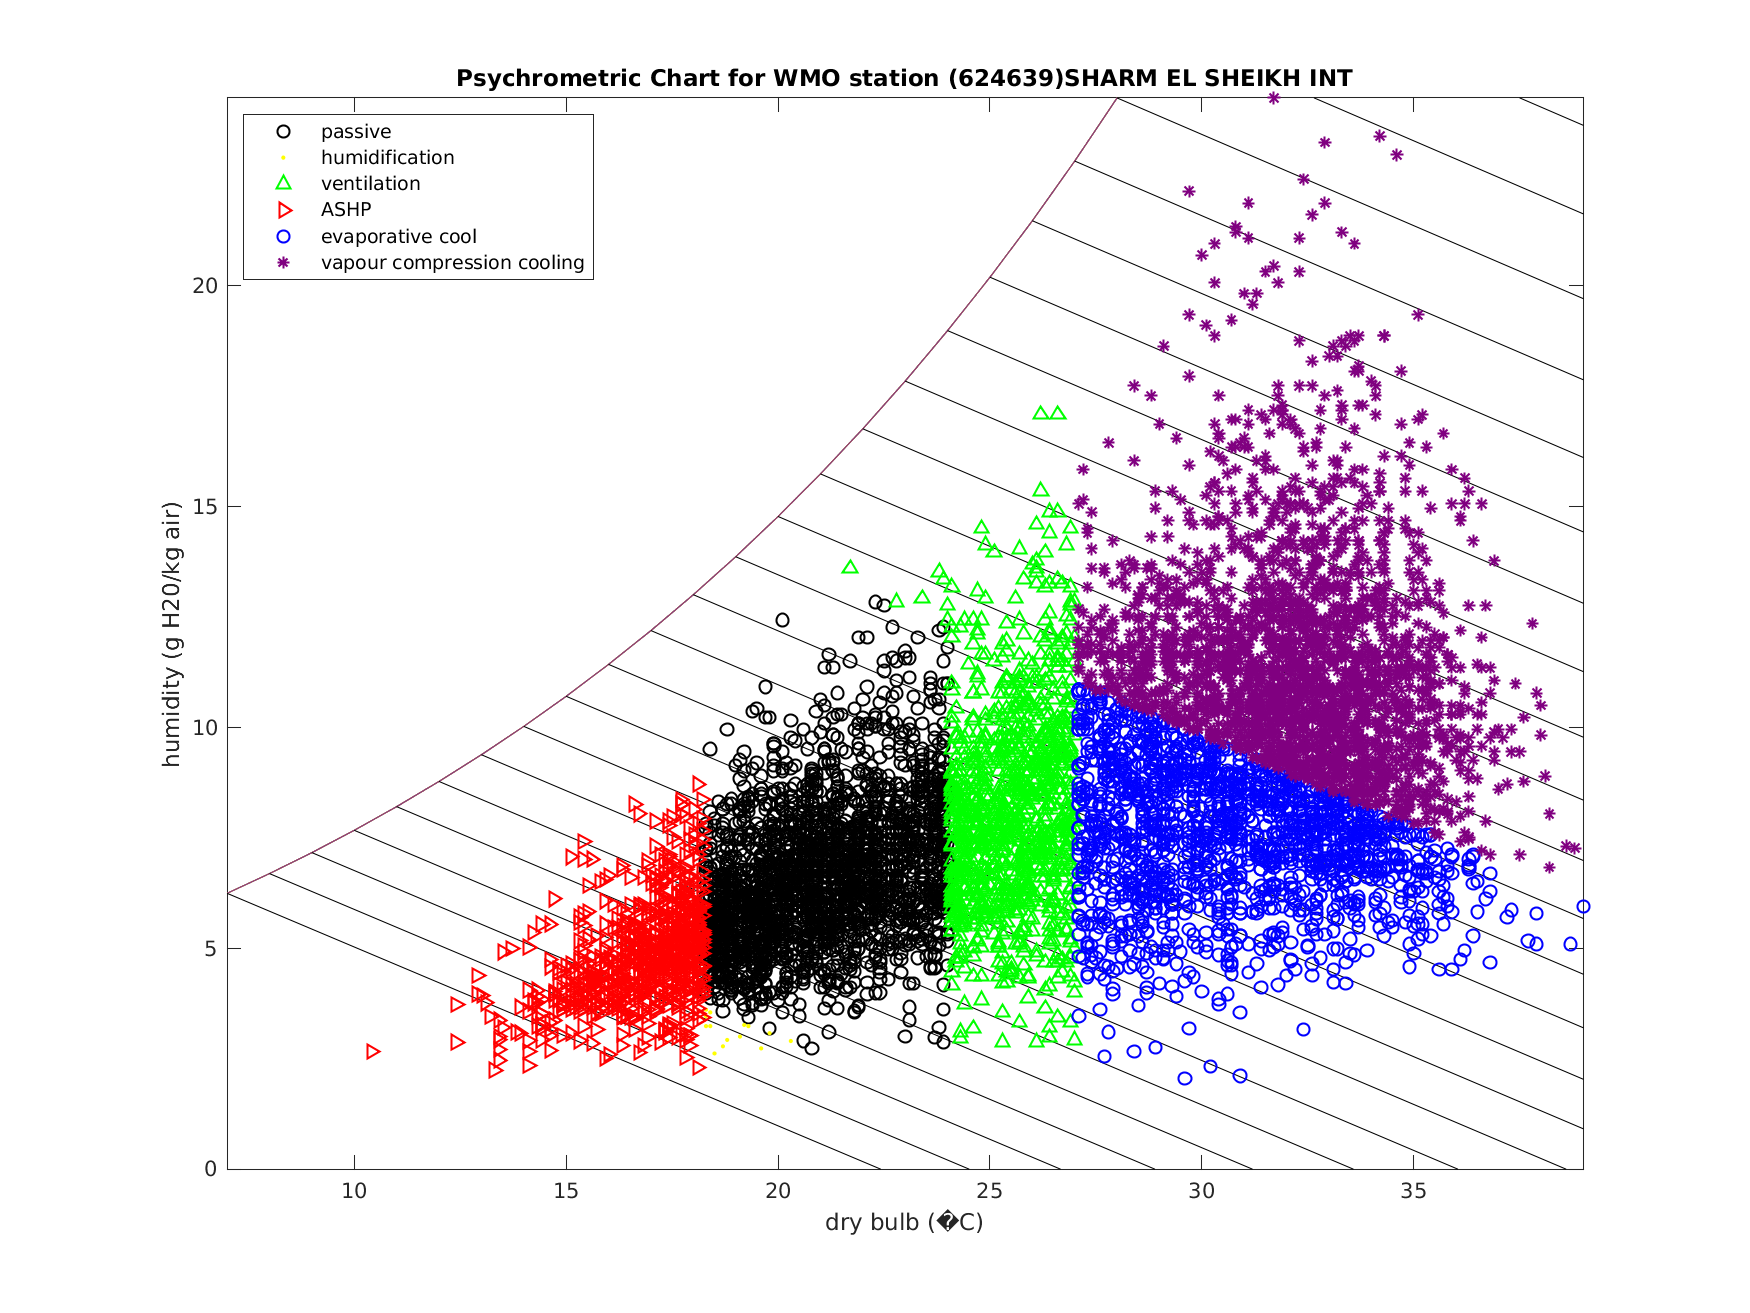 Psychrometric Chart for WMO station (624639)SHARM EL SHEIKH INT
passive
humidification
ventilation
ASHP
evaporative cool
vapour compression cooling
humidity (g H20/kg air)
20
15
10
5
0
10 15 20 25 30 35
dry bulb (�C)